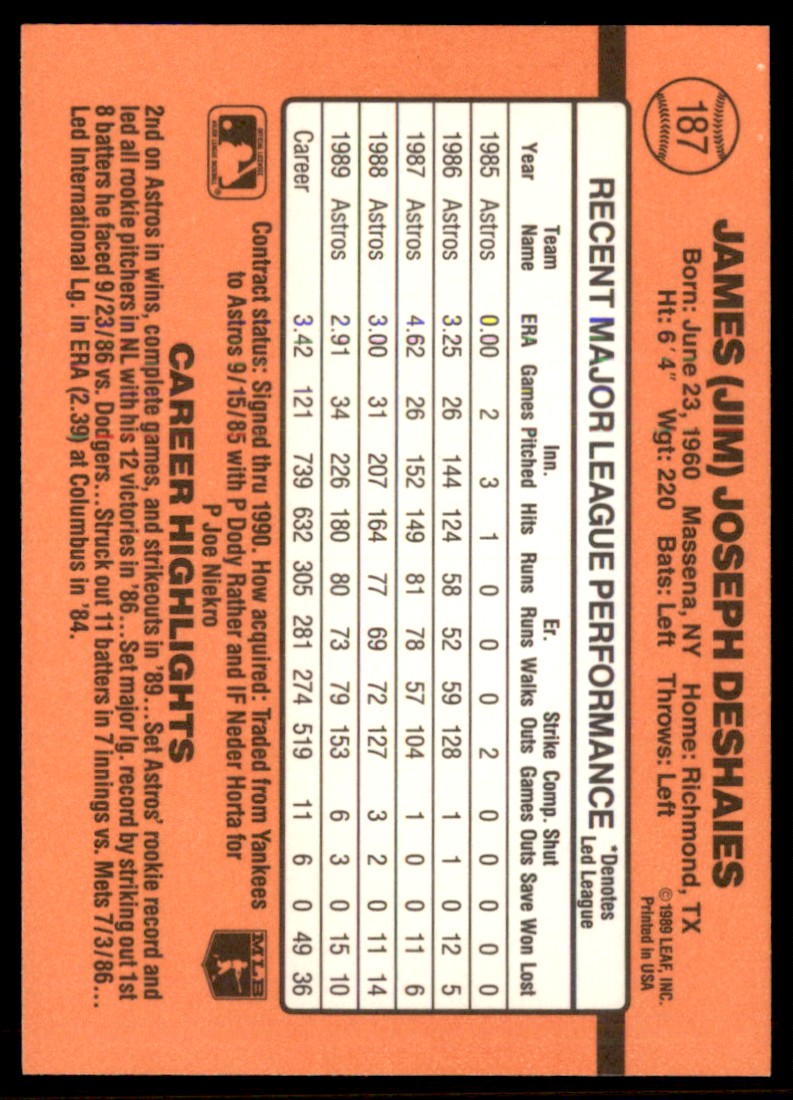 187
JAMES (JIM) JOSEPH DESHAIES
Born: June 23, 1960 Massena, NY Home: Richmond, TX
Ht: 6'4" Wgt: 220 Bats: Left Throws: Left
©1989 LEAF, INC.
Printed in USA
RECENT MAJOR LEAGUE PERFORMANCE *Denotes
Led League
Team Inn. Er. Strike Comp. Shut
Year Name ERA Games Pitched Hits Runs Runs Walks Outs Games Outs Save Won Lost
1985 Astros 0.00 2 3 1 0 0 0 2 0 0 0 0 0
1986 Astros 3.25 26 144 124 58 52 59 128 1 1 0 12 5
1987 Astros 4.62 26 152 149 81 78 57 104 1 0 0 11 6
1988 Astros 3.00 31 207 164 77 69 72 127 3 2 0 11 14
1989 Astros 2.91 34 226 180 80 73 79 153 6 3 0 15 10
Career 3.42 121 739 632 305 281 274 519 11 6 0 49 36
OFFICIAL LICENSEE
MAJOR LEAGUE BASEBALL
Contract status: Signed thru 1990. How acquired: Traded from Yankees
to Astros 9/15/85 with P Dody Rather and IF Neder Horta for
P Joe Niekro
MLB
CAREER HIGHLIGHTS
2nd on Astros in wins, complete games, and strikeouts in '89...Set Astros' rookie record and
led all rookie pitchers in NL with his 12 victories in '86...Set major lg. record by striking out 1st
8 batters he faced 9/23/86 vs. Dodgers...Struck out 11 batters in 7 innings vs. Mets 7/3/86...
Led International Lg. in ERA (2.39) at Columbus in '84.